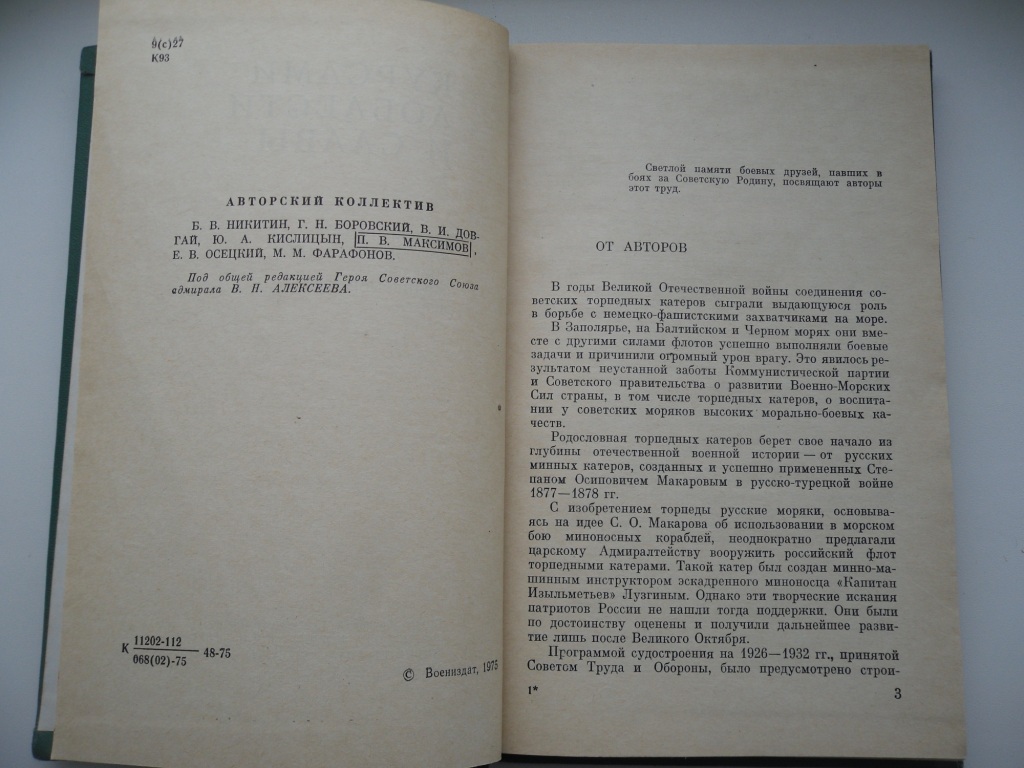 9(с)27
К93
АВТОРСКИЙ КОЛЛЕКТИВ
Б. В. НИКИТИН, Г. Н. БОРОВСКИЙ, В. И. ДОВ-
ГАЙ, Ю. А. КИСЛИЦЫН, П. В. МАКСИМОВ,
Е. В. ОСЕЦКИЙ, М. М. ФАРАФОНОВ.
Под общей редакцией Героя Советского Союза
адмирала В. Н. АЛЕКСЕЕВА.
К 11202-112
068(02)-75 48-75
© Воениздат, 1975
Светлой памяти боевых друзей, павших в
боях за Советскую Родину, посвящают авторы
этот труд.
ОТ АВТОРОВ
В годы Великой Отечественной войны соединения со-
ветских торпедных катеров сыграли выдающуюся роль
в борьбе с немецко-фашистскими захватчиками на море.
В Заполярье, на Балтийском и Черном морях они вме-
сте с другими силами флотов успешно выполняли боевые
задачи и причинили огромный урон врагу. Это явилось ре-
зультатом неустанной заботы Коммунистической партии
и Советского правительства о развитии Военно-Морских
Сил страны, в том числе торпедных катеров, о воспита-
нии у советских моряков высоких морально-боевых ка-
честв.
Родословная торпедных катеров берет свое начало из
глубины отечественной военной истории — от русских
минных катеров, созданных и успешно примененных Сте-
паном Осиповичем Макаровым в русско-турецкой войне
1877—1878 гг.
С изобретением торпеды русские моряки, основыва-
ясь на идее С. О. Макарова об использовании в морском
бою миноносных кораблей, неоднократно предлагали
царскому Адмиралтейству вооружить российский флот
торпедными катерами. Такой катер был создан минно-ма-
шинным инструктором эскадренного миноносца «Капитан
Изыльметьев» Лузгиным. Однако эти творческие искания
патриотов России не нашли тогда поддержки. Они были
по достоинству оценены и получили дальнейшее разви-
тие лишь после Великого Октября.
Программой судостроения на 1926—1932 гг., принятой
Советом Труда и Обороны, было предусмотрено строи-
1*
3